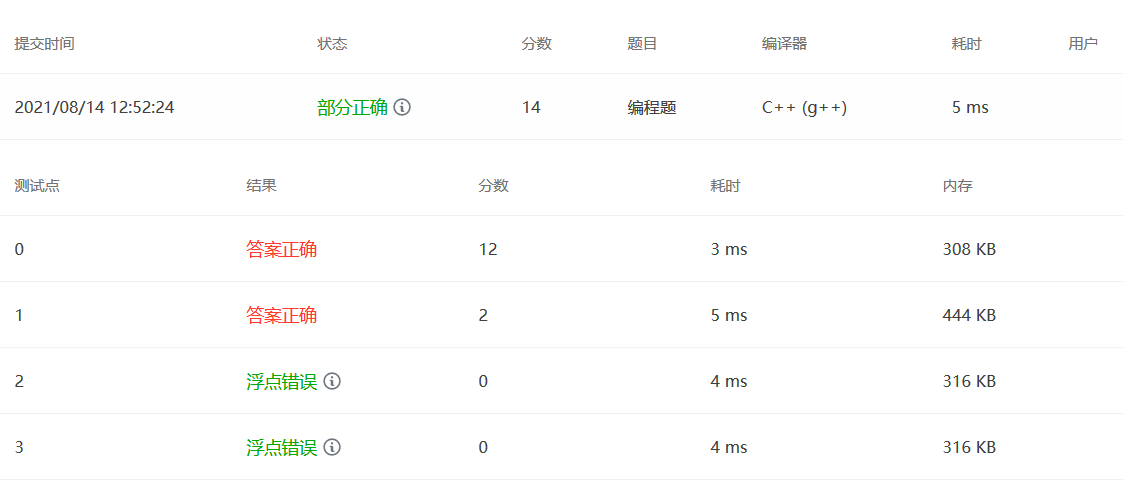 提交时间 状态 分数 题目 编译器 耗时 用户
2021/08/14 12:52:24 部分正确 14 编程题 C++ (g++) 5 ms
测试点 结果 分数 耗时 内存
0 答案正确 12 3 ms 308 KB
1 答案正确 2 5 ms 444 KB
2 浮点错误 0 4 ms 316 KB
3 浮点错误 0 4 ms 316 KB